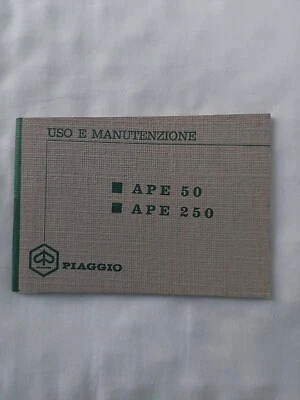 USO E MANUTENZIONE
APE 50
APE 250
PIAGGIO